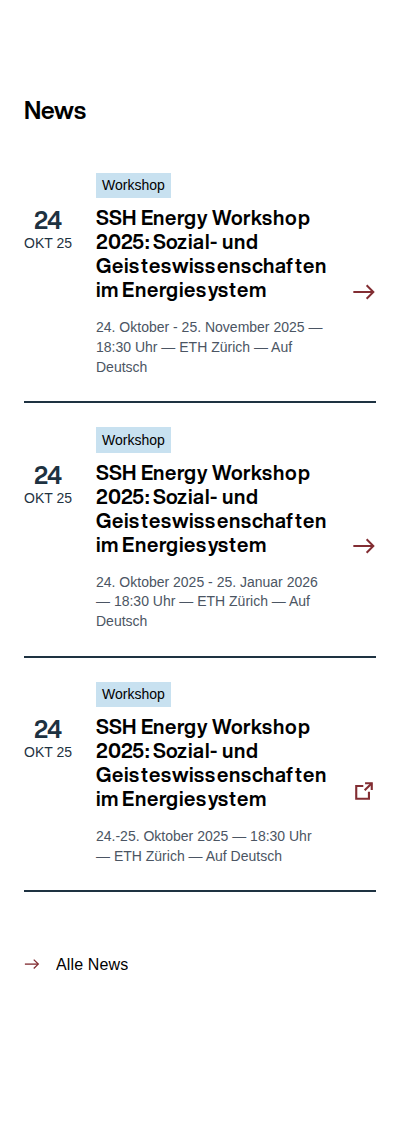 News
Workshop
24
OKT 25
SSH Energy Workshop
2025: Sozial- und
Geisteswissenschaften
im Energiesystem
24. Oktober - 25. November 2025 —
18:30 Uhr — ETH Zürich — Auf
Deutsch
Workshop
24
OKT 25
SSH Energy Workshop
2025: Sozial- und
Geisteswissenschaften
im Energiesystem
24. Oktober 2025 - 25. Januar 2026
— 18:30 Uhr — ETH Zürich — Auf
Deutsch
Workshop
24
OKT 25
SSH Energy Workshop
2025: Sozial- und
Geisteswissenschaften
im Energiesystem
24.-25. Oktober 2025 — 18:30 Uhr
— ETH Zürich — Auf Deutsch
Alle News